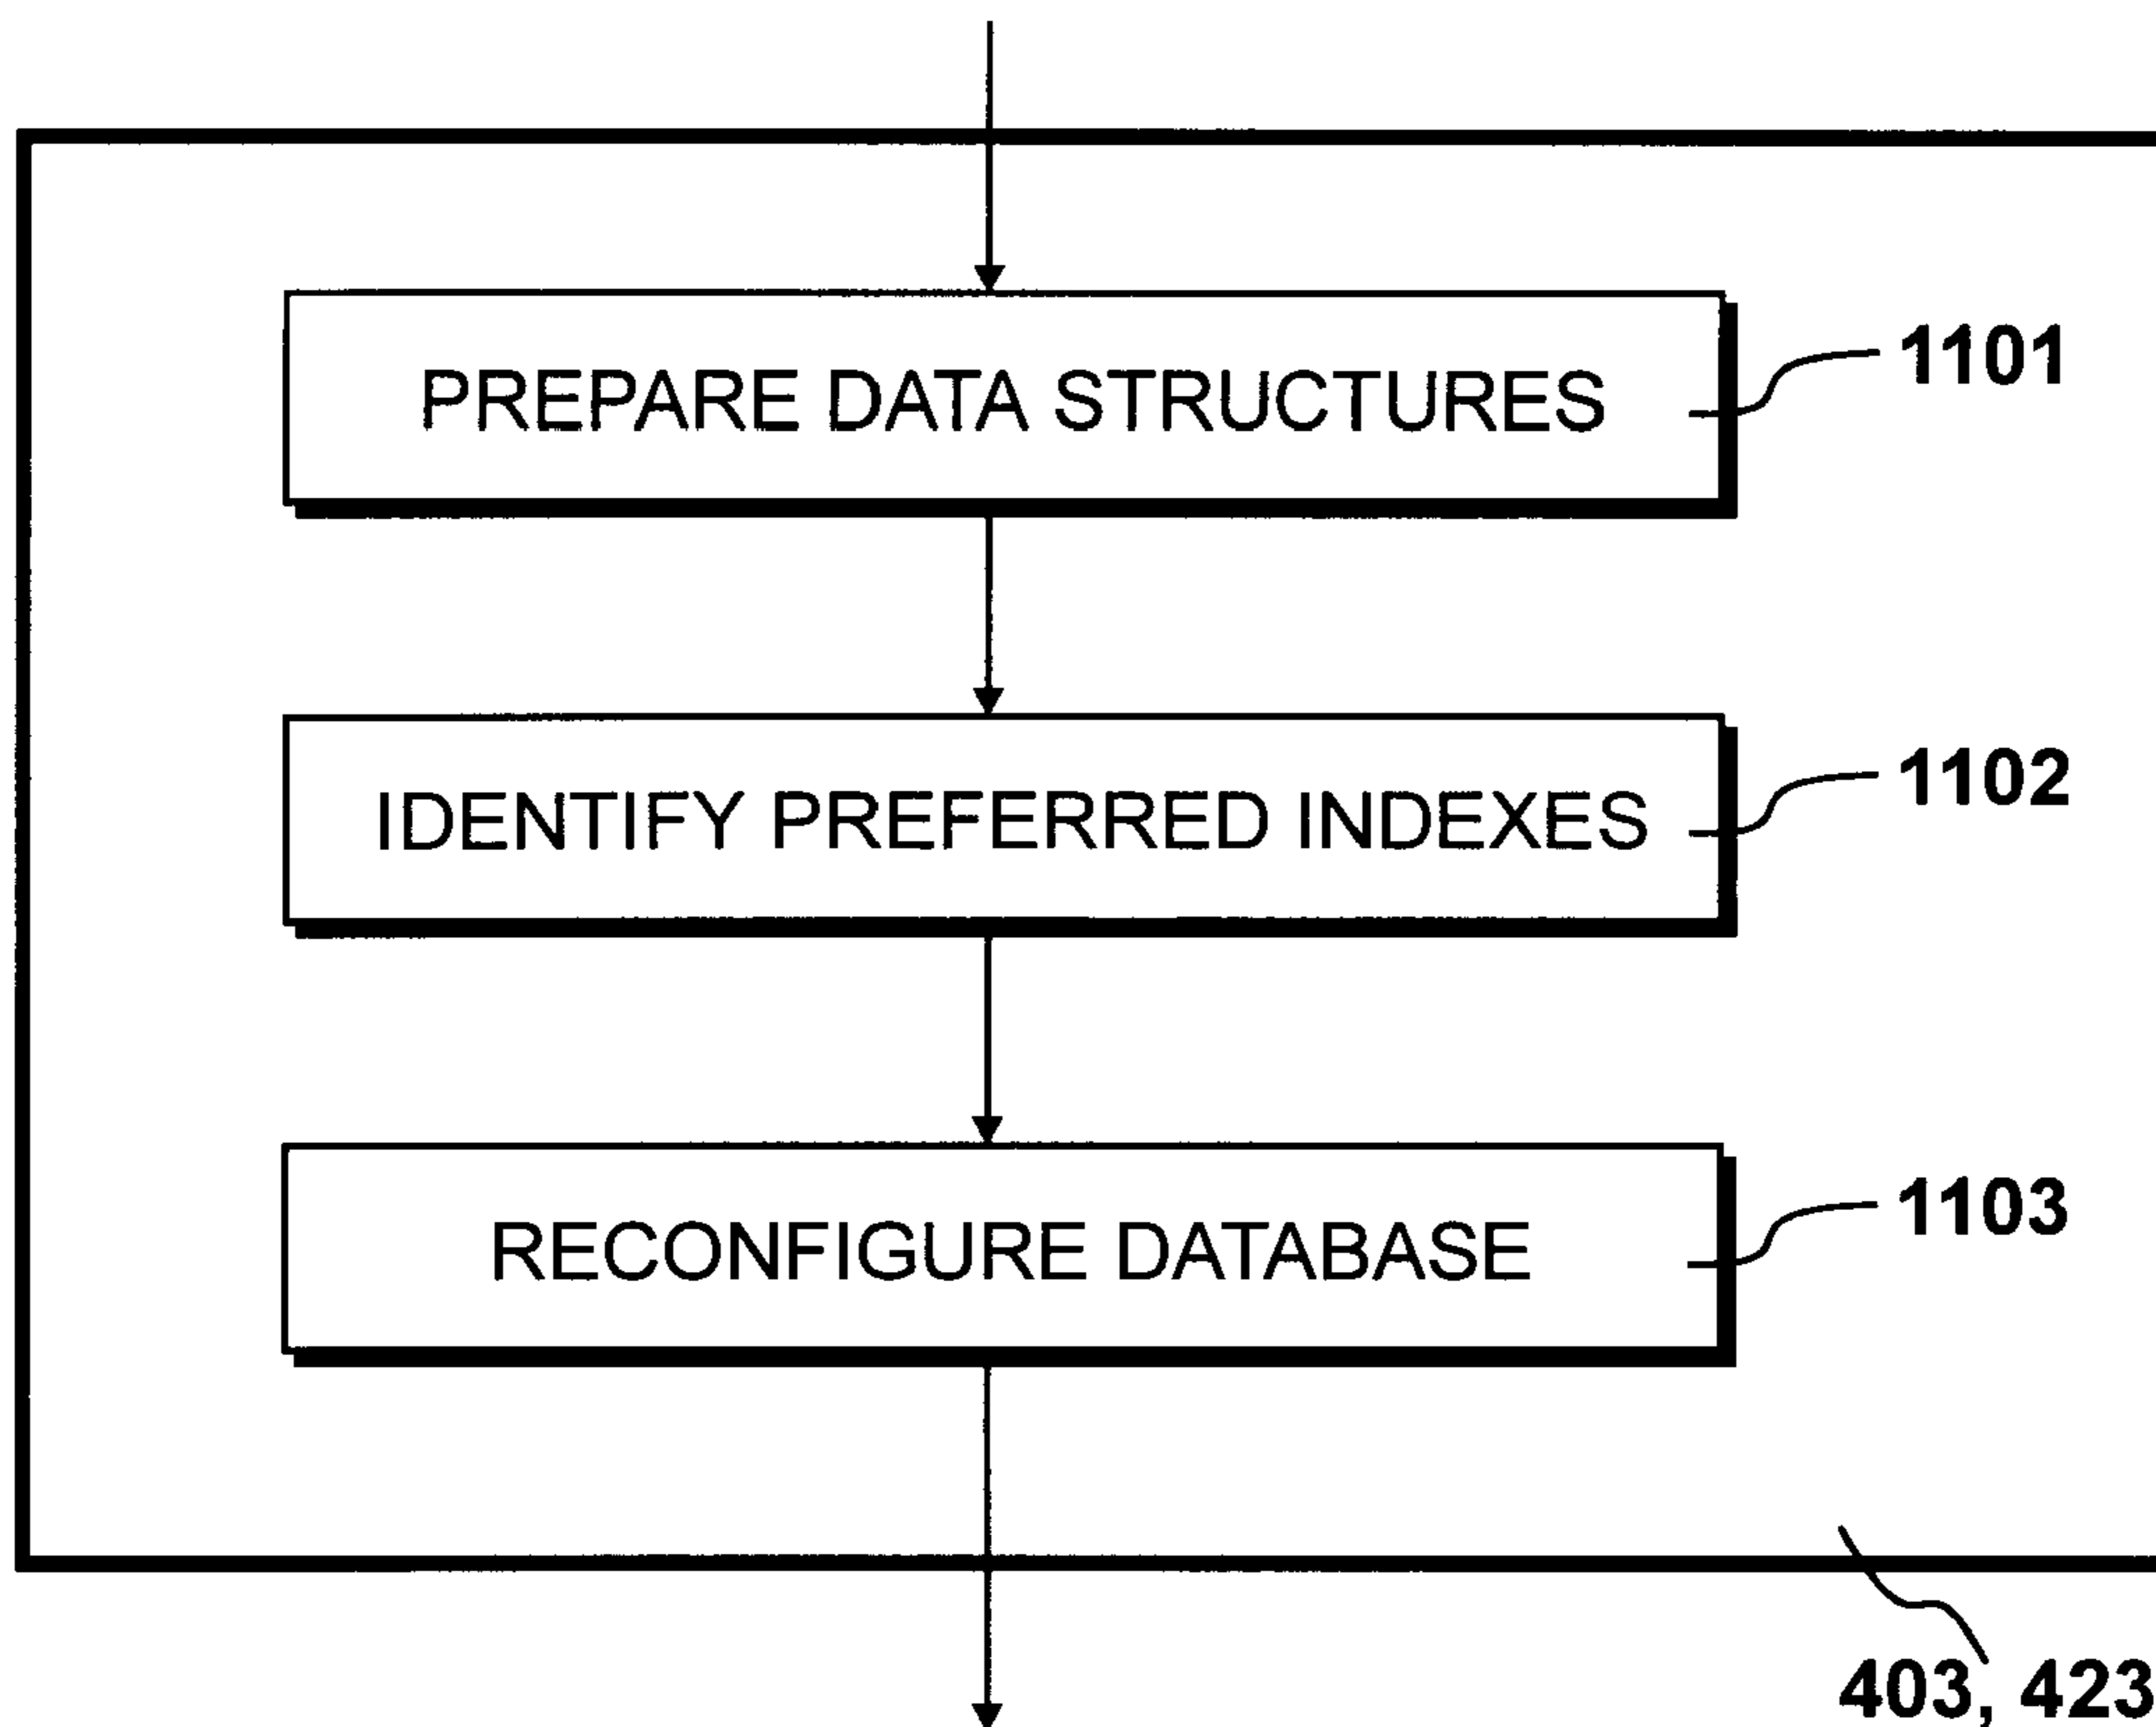 PREPARE DATA STRUCTURES
1101
IDENTIFY PREFERRED INDEXES
1102
RECONFIGURE DATABASE
1103
403, 423